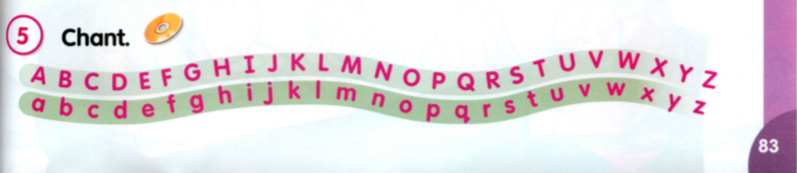 5 Chant.
A B C D E F G H I J K L M N O P Q R S T U V W X Y Z
a b c d e f g h i j k l m n o p q r s t u v w x y z
83